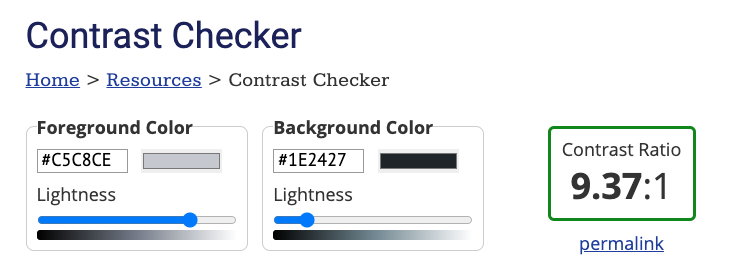 Contrast Checker
Home > Resources > Contrast Checker
Foreground Color
#C5C8CE
Lightness
Background Color
#1E2427
Lightness
Contrast Ratio
9.37:1
permalink